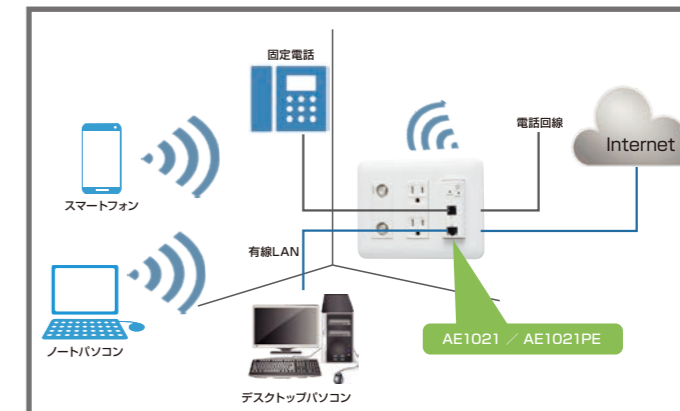 固定電話
電話回線
Internet
スマートフォン
有線LAN
AE1021 ／ AE1021PE
ノートパソコン
デスクトップパソコン